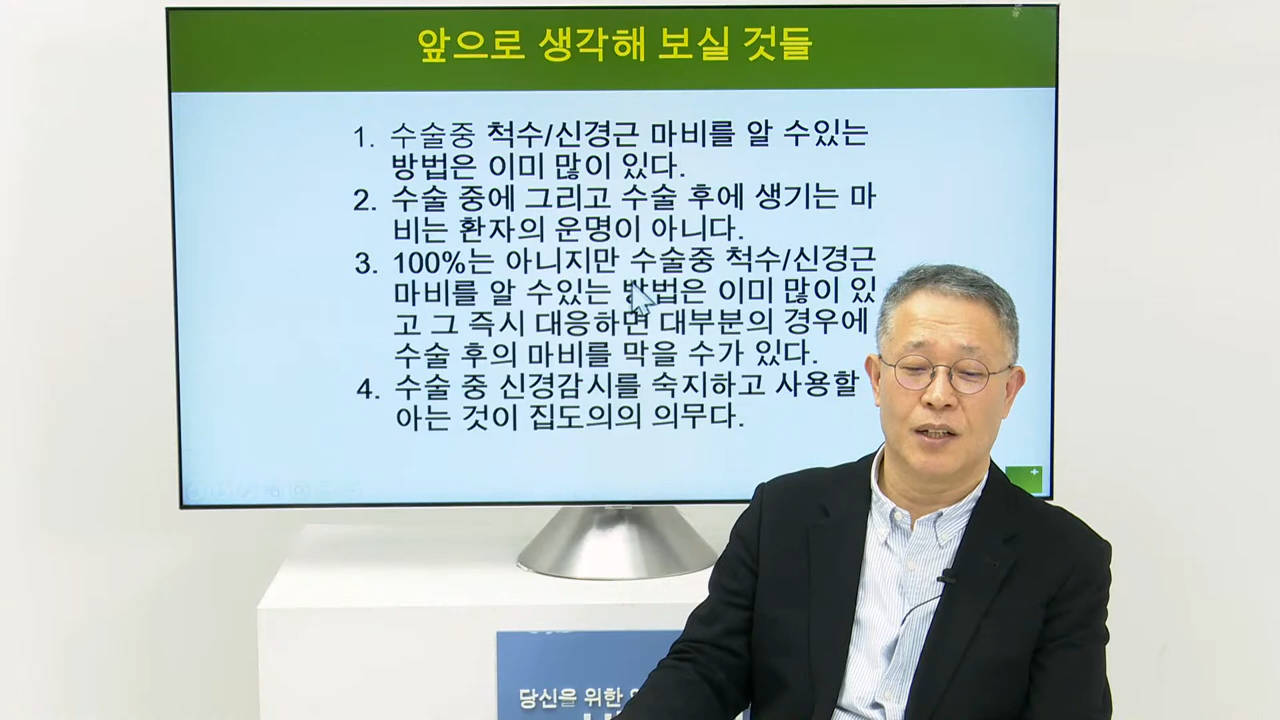 앞으로 생각해 보실 것들
1. 수술중 척수/신경근 마비를 알 수있는
방법은 이미 많이 있다.
2. 수술 중에 그리고 수술 후에 생기는 마
비는 환자의 운명이 아니다.
3. 100%는 아니지만 수술중 척수/신경근
마비를 알 수있는 방법은 이미 많이 있
고 그 즉시 대응하면 대부분의 경우에
수술 후의 마비를 막을 수가 있다.
4. 수술 중 신경감시를 숙지하고 사용할
아는 것이 집도의의 의무다.
당신을 위한